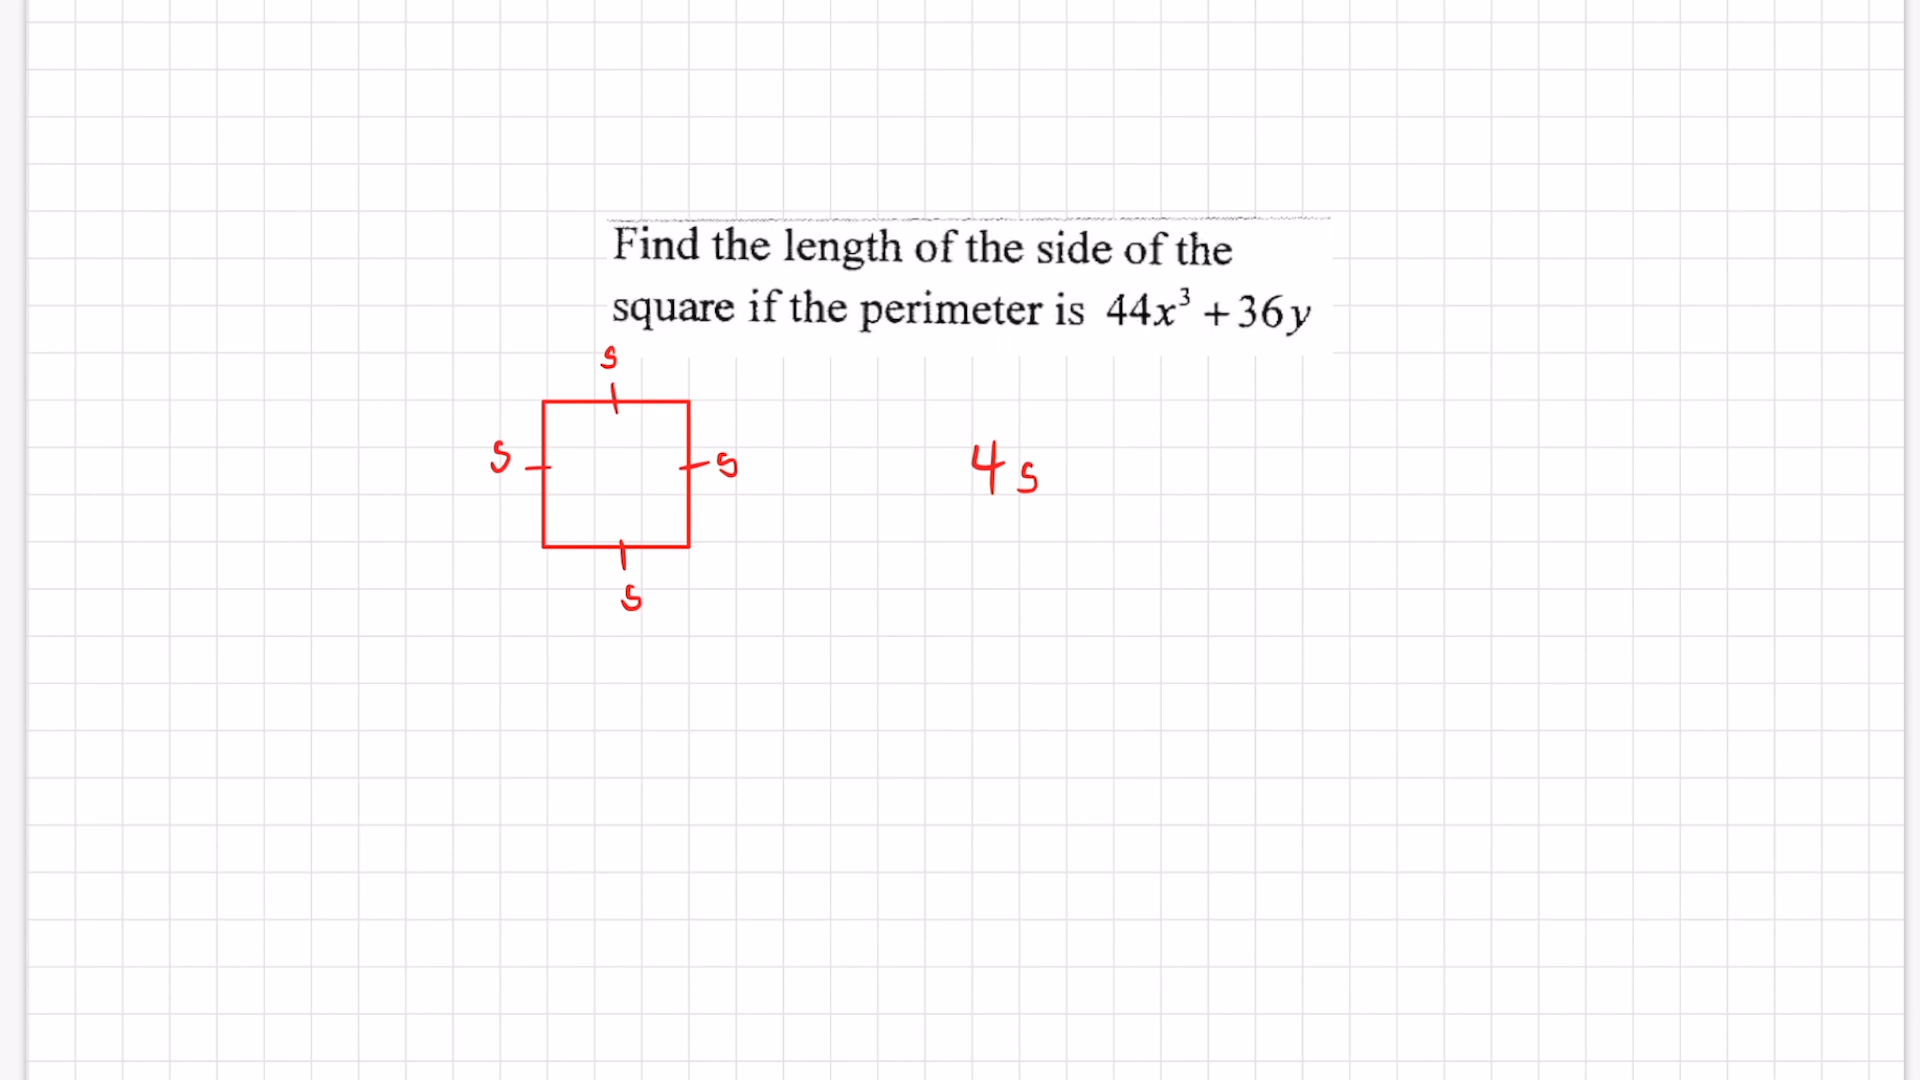 Find the length of the side of the
square if the perimeter is 44x³ + 36y
s
s
s
4s
s